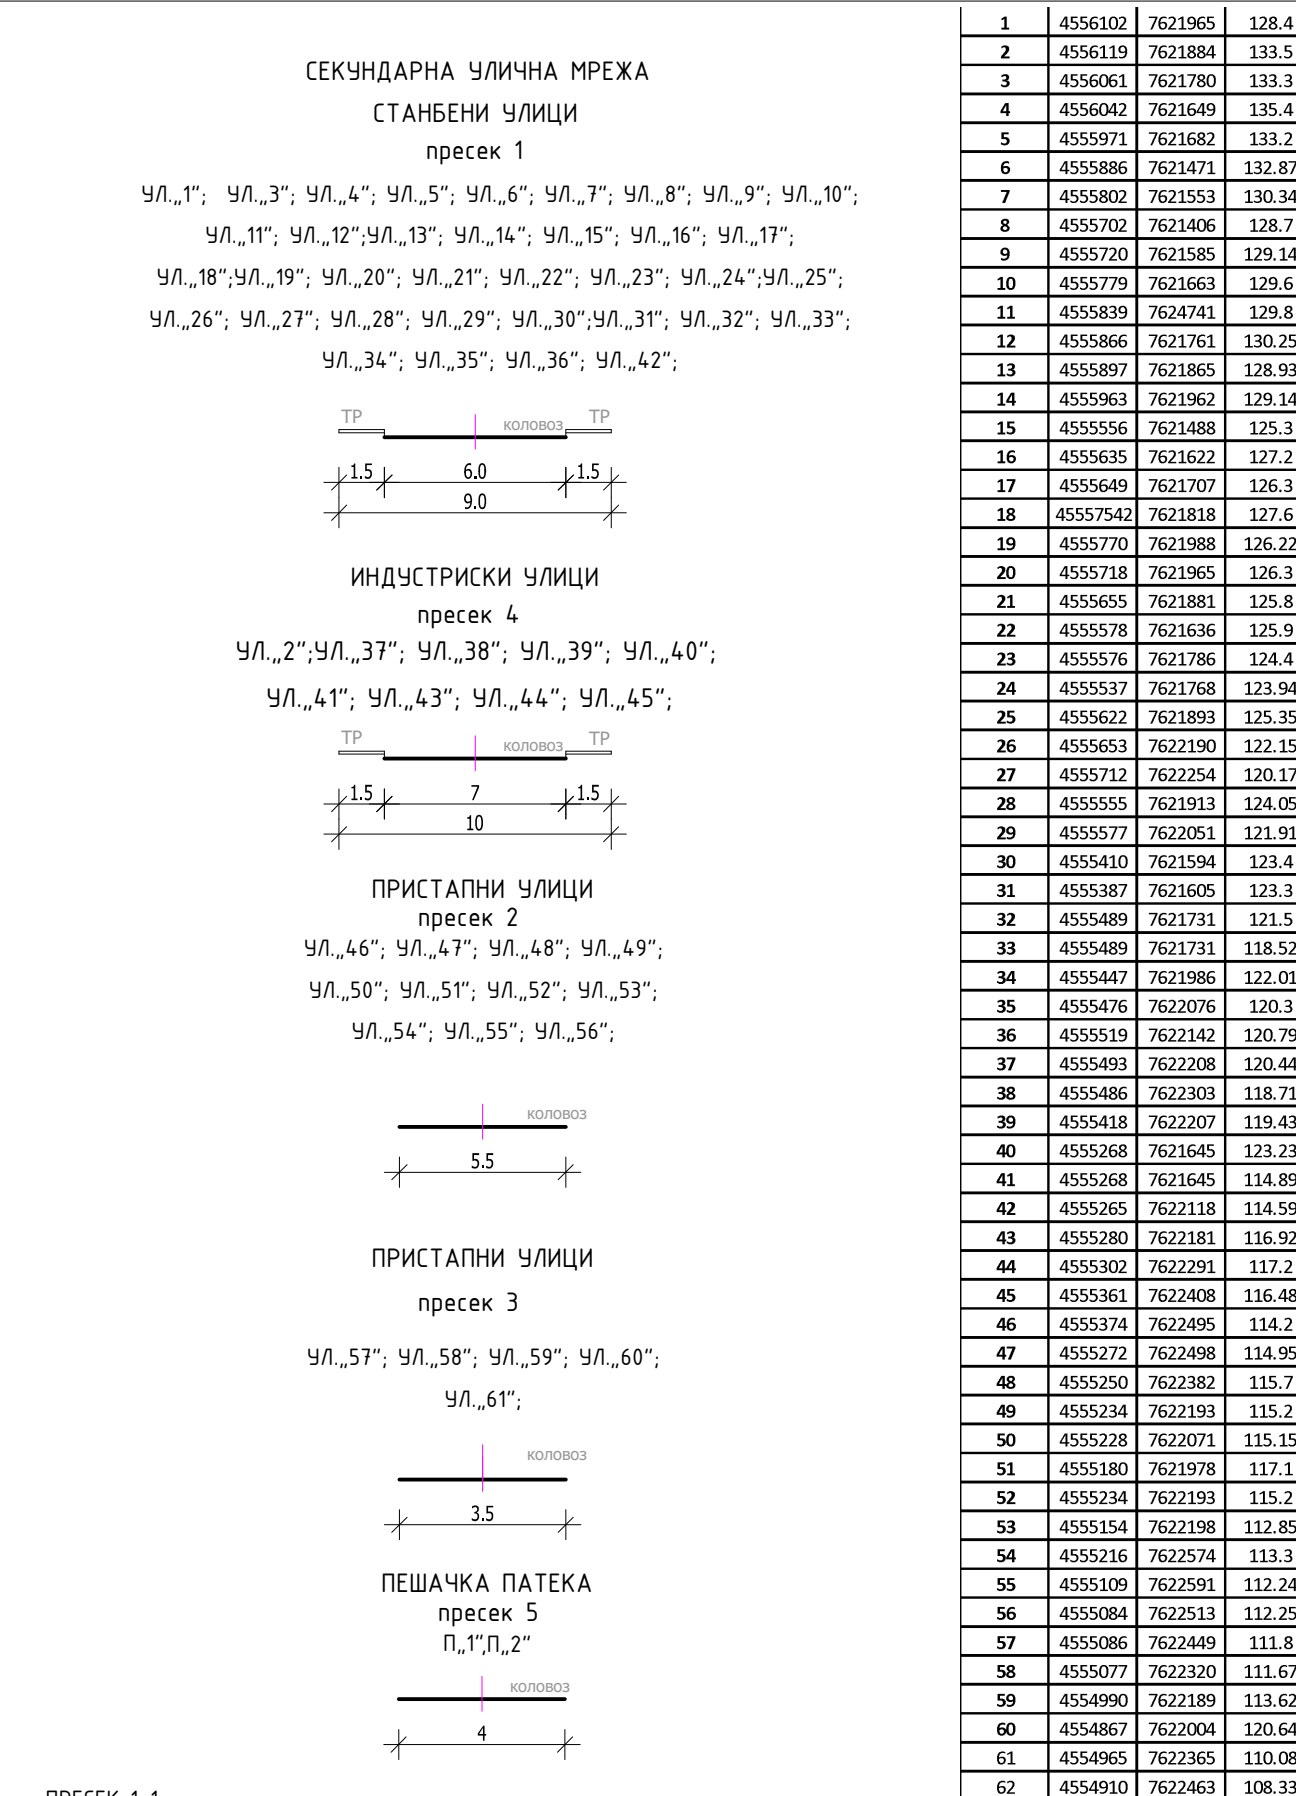 СЕКУНДАРНА УЛИЧНА МРЕЖА
СТАНБЕНИ УЛИЦИ
пресек 1
УЛ.„1“; УЛ.„3“; УЛ.„4“; УЛ.„5“; УЛ.„6“; УЛ.„7“; УЛ.„8“; УЛ.„9“; УЛ.„10“;
УЛ.„11“; УЛ.„12“;УЛ.„13“; УЛ.„14“; УЛ.„15“; УЛ.„16“; УЛ.„17“;
УЛ.„18“;УЛ.„19“; УЛ.„20“; УЛ.„21“; УЛ.„22“; УЛ.„23“; УЛ.„24“;УЛ.„25“;
УЛ.„26“; УЛ.„27“; УЛ.„28“; УЛ.„29“; УЛ.„30“;УЛ.„31“; УЛ.„32“; УЛ.„33“;
УЛ.„34“; УЛ.„35“; УЛ.„36“; УЛ.„42“;
ТР коловоз ТР
1.5 6.0 1.5
9.0
ИНДУСТРИСКИ УЛИЦИ
пресек 4
УЛ.„2“;УЛ.„37“; УЛ.„38“; УЛ.„39“; УЛ.„40“;
УЛ.„41“; УЛ.„43“; УЛ.„44“; УЛ.„45“;
ТР коловоз ТР
1.5 7 1.5
10
ПРИСТАПНИ УЛИЦИ
пресек 2
УЛ.„46“; УЛ.„47“; УЛ.„48“; УЛ.„49“;
УЛ.„50“; УЛ.„51“; УЛ.„52“; УЛ.„53“;
УЛ.„54“; УЛ.„55“; УЛ.„56“;
коловоз
5.5
ПРИСТАПНИ УЛИЦИ
пресек 3
УЛ.„57“; УЛ.„58“; УЛ.„59“; УЛ.„60“;
УЛ.„61“;
коловоз
3.5
ПЕШАЧКА ПАТЕКА
пресек 5
П„1“,П„2“
коловоз
4
ПРЕСЕК 1-1
1 4556102 7621965 128.4
2 4556119 7621884 133.5
3 4556061 7621780 133.3
4 4556042 7621649 135.4
5 4555971 7621682 133.2
6 4555886 7621471 132.87
7 4555802 7621553 130.34
8 4555702 7621406 128.7
9 4555720 7621585 129.14
10 4555779 7621663 129.6
11 4555839 7624741 129.8
12 4555866 7621761 130.25
13 4555897 7621865 128.93
14 4555963 7621962 129.14
15 4555556 7621488 125.3
16 4555635 7621622 127.2
17 4555649 7621707 126.3
18 45557542 7621818 127.6
19 4555770 7621988 126.22
20 4555718 7621965 126.3
21 4555655 7621881 125.8
22 4555578 7621636 125.9
23 4555576 7621786 124.4
24 4555537 7621768 123.94
25 4555622 7621893 125.35
26 4555653 7622190 122.15
27 4555712 7622254 120.17
28 4555555 7621913 124.05
29 4555577 7622051 121.91
30 4555410 7621594 123.4
31 4555387 7621605 123.3
32 4555489 7621731 121.5
33 4555489 7621731 118.52
34 4555447 7621986 122.01
35 4555476 7622076 120.3
36 4555519 7622142 120.79
37 4555493 7622208 120.44
38 4555486 7622303 118.71
39 4555418 7622207 119.43
40 4555268 7621645 123.23
41 4555268 7621645 114.89
42 4555265 7622118 114.59
43 4555280 7622181 116.92
44 4555302 7622291 117.2
45 4555361 7622408 116.48
46 4555374 7622495 114.2
47 4555272 7622498 114.95
48 4555250 7622382 115.7
49 4555234 7622193 115.2
50 4555228 7622071 115.15
51 4555180 7621978 117.1
52 4555234 7622193 115.2
53 4555154 7622198 112.85
54 4555216 7622574 113.3
55 4555109 7622591 112.24
56 4555084 7622513 112.25
57 4555086 7622449 111.8
58 4555077 7622320 111.67
59 4554990 7622189 113.62
60 4554867 7622004 120.64
61 4554965 7622365 110.08
62 4554910 7622463 108.33